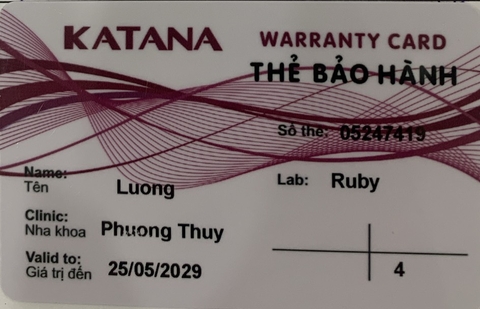 KATANA WARRANTY CARD
THẺ BẢO HÀNH
Số thẻ: 05247419
Name:
Tên Luong Lab: Ruby
Clinic:
Nha khoa Phuong Thuy
Valid to:
Giá trị đến 25/05/2029
4